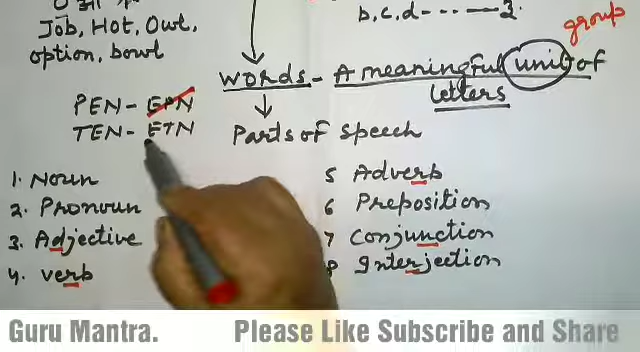 b, c, d - - - - —— z.
group
Job, Hot, Owl,
option, bowl
words - A meaningful unit of
letters
PEN - EPN
TEN - ETN
Parts of speech
1. Noun
2. Pronoun
3. Adjective
4. verb
5 Adverb
6 Preposition
7 Conjunction
8 Interjection
Guru Mantra. Please Like Subscribe and Share